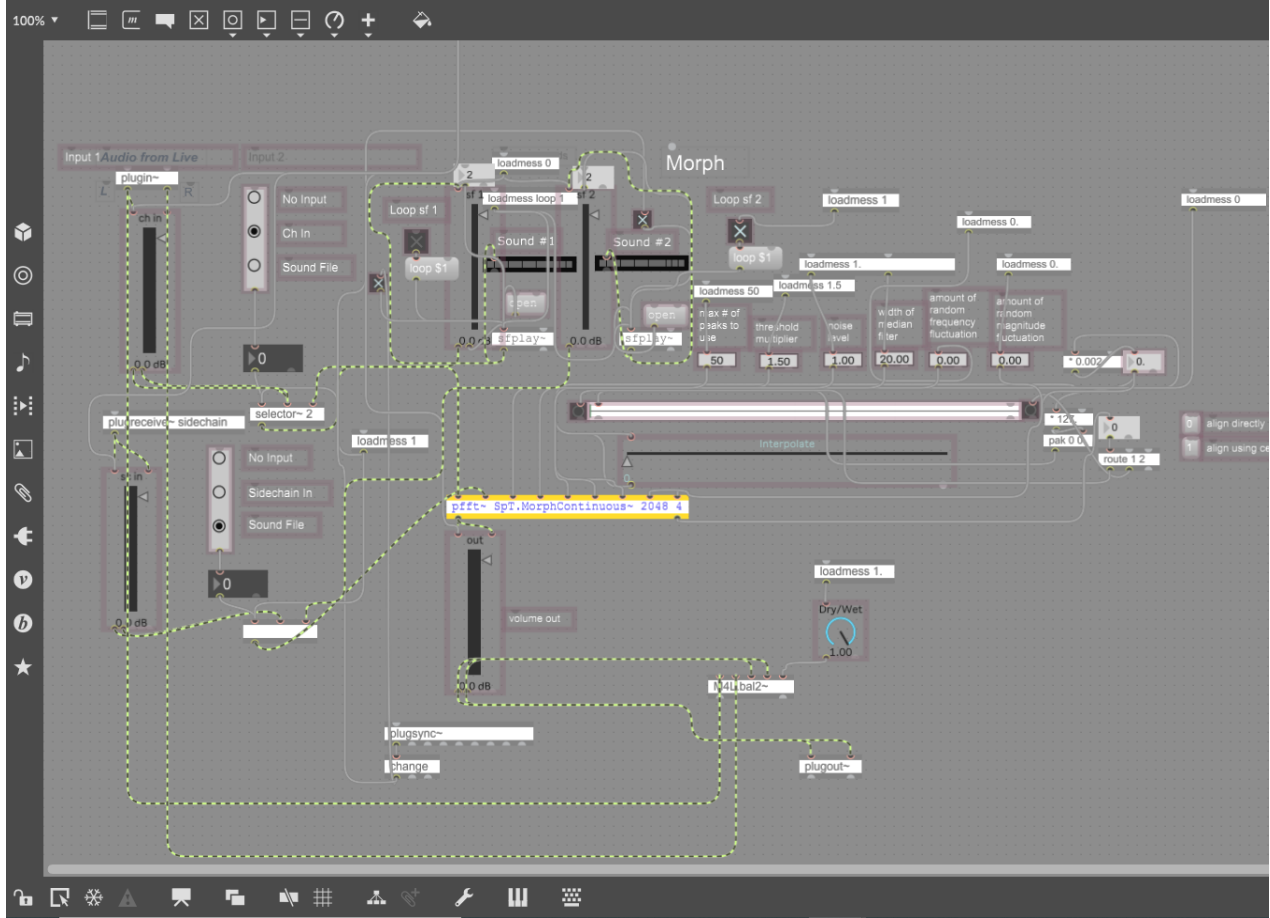 100%
Morph
Input 1
Audio from Live
Input 2
plugin~
L
R
2
loadmess 0
2
loadmess 1
loadmess 0
No Input
ch in
sf 1
loadmess loop 1
sf 2
Loop sf 1
Loop sf 2
loadmess 0.
Ch In
Sound #1
Sound #2
Sound File
loop $1
loop $1
loadmess 1.
loadmess 0.
loadmess 50
loadmess 1.5
open
open
max # of
peaks to
use
threshold
multiplier
noise
level
width of
median
filter
amount of
random
frequency
fluctuation
amount of
random
magnitude
fluctuation
0.0 dB
0.0 dB
sfplay~
0.0 dB
sfplay~
0
50
1.50
1.00
20.00
0.00
0.00
* 0.002
0.
selector~ 2
plugreceive~ sidechain
* 127.
pak 0 0
0
route 1 2
0
align directly
1
align using ce
loadmess 1
Interpolate
0
No Input
Sidechain In
Sound File
pfft~ SpT.MorphContinuous~ 2048 4
out
0
0.0 dB
volume out
loadmess 1.
Dry/Wet
1.00
0.0 dB
M4L.bal2~
plugsync~
change
plugout~